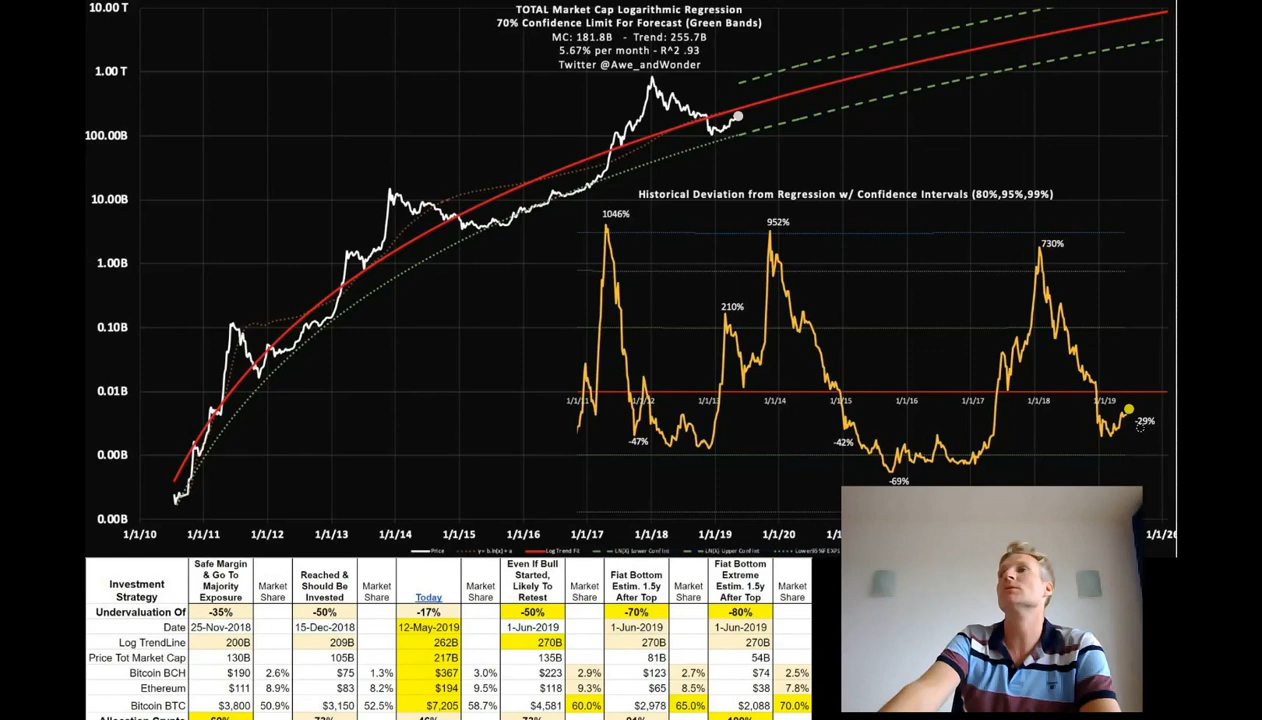 TOTAL Market Cap Logarithmic Regression
70% Confidence Limit For Forecast (Green Bands)
MC: 181.8B - Trend: 255.7B
5.67% per month - R^2 .93
Twitter @Awe_andWonder
10.00 T
1.00 T
100.00B
10.00B
1.00B
0.10B
0.01B
0.00B
0.00B
Historical Deviation from Regression w/ Confidence Intervals (80%,95%,99%)
1046%
952%
730%
210%
1/1/13 1/1/14 1/1/15 1/1/16 1/1/17 1/1/18 1/1/19
-29%
-47%
-42%
-69%
1/1/10 1/1/11 1/1/12 1/1/13 1/1/14 1/1/15 1/1/16 1/1/17 1/1/18 1/1/19 1/1/20
Price y = b.ln(x) + a Log Trend Fit
Investment Strategy Safe Margin & Go To Majority Exposure Market Share Reached & Should Be Invested Market Share Today Market Share Even If Bull Started, Likely To Retest Market Share Fiat Bottom Estim. 1.5y After Top Market Share Fiat Bottom Extreme Estim. 1.5y After Top Market Share
Undervaluation Of -35% -50% -17% -50% -70% -80%
Date 25-Nov-2018 15-Dec-2018 12-May-2019 1-Jun-2019 1-Jun-2019 1-Jun-2019
Log TrendLine 200B 209B 262B 270B 270B 270B
Price Tot Market Cap 130B 105B 217B 135B 81B 54B
Bitcoin BCH $190 2.6% $75 1.3% $367 3.0% $223 2.9% $123 2.7% $74 2.5%
Ethereum $111 8.9% $83 8.2% $194 9.5% $118 9.3% $65 8.5% $38 7.8%
Bitcoin BTC $3,800 50.9% $3,150 52.5% $7,205 58.7% $4,581 60.0% $2,978 65.0% $2,088 70.0%